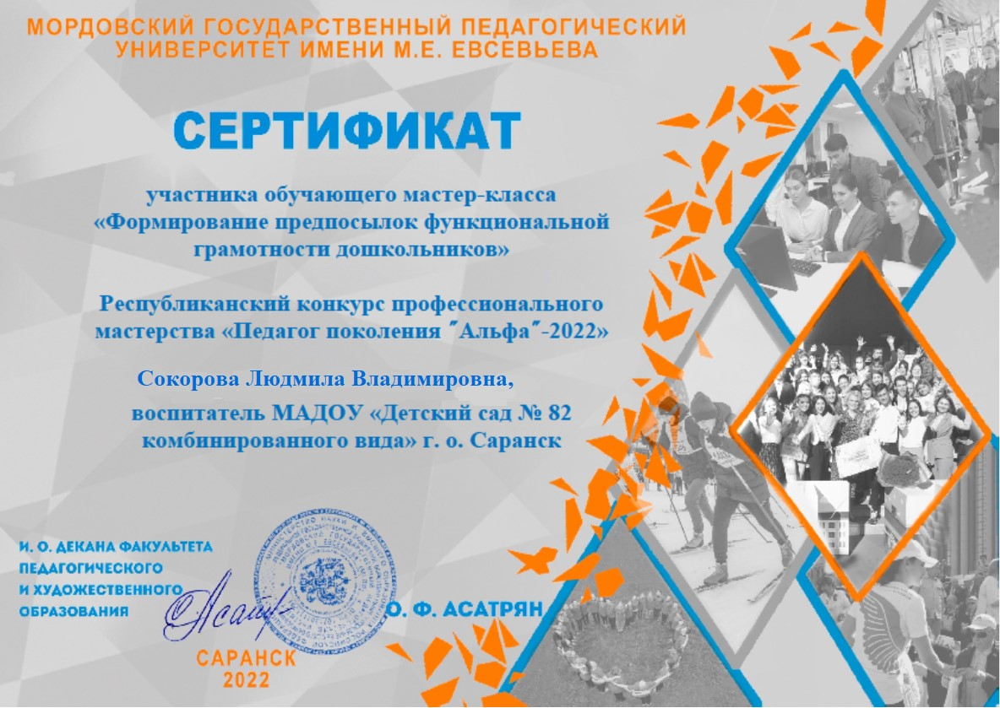 МОРДОВСКИЙ ГОСУДАРСТВЕННЫЙ ПЕДАГОГИЧЕСКИЙ
УНИВЕРСИТЕТ ИМЕНИ М.Е. ЕВСЕВЬЕВА
СЕРТИФИКАТ
участника обучающего мастер-класса
«Формирование предпосылок функциональной
грамотности дошкольников»
Республиканский конкурс профессионального
мастерства «Педагог поколения ˝Альфа˝-2022»
Сокорова Людмила Владимировна,
воспитатель МАДОУ «Детский сад № 82
комбинированного вида» г. о. Саранск
И. О. ДЕКАНА ФАКУЛЬТЕТА
ПЕДАГОГИЧЕСКОГО
И ХУДОЖЕСТВЕННОГО
ОБРАЗОВАНИЯ
О. Ф. АСАТРЯН
САРАНСК
2022